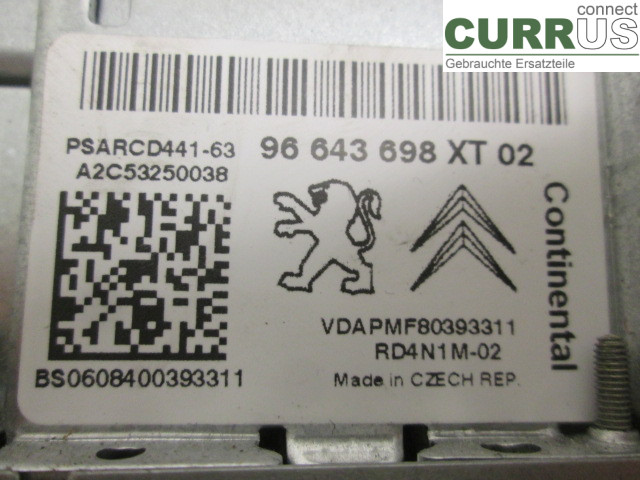 connect
CURRUS
Gebrauchte Ersatzteile
PSARCD441-63
A2C53250038
96 643 698 XT 02
Continental
VDAPMF80393311
RD4N1M-02
BS0608400393311
Made in CZECH REP.